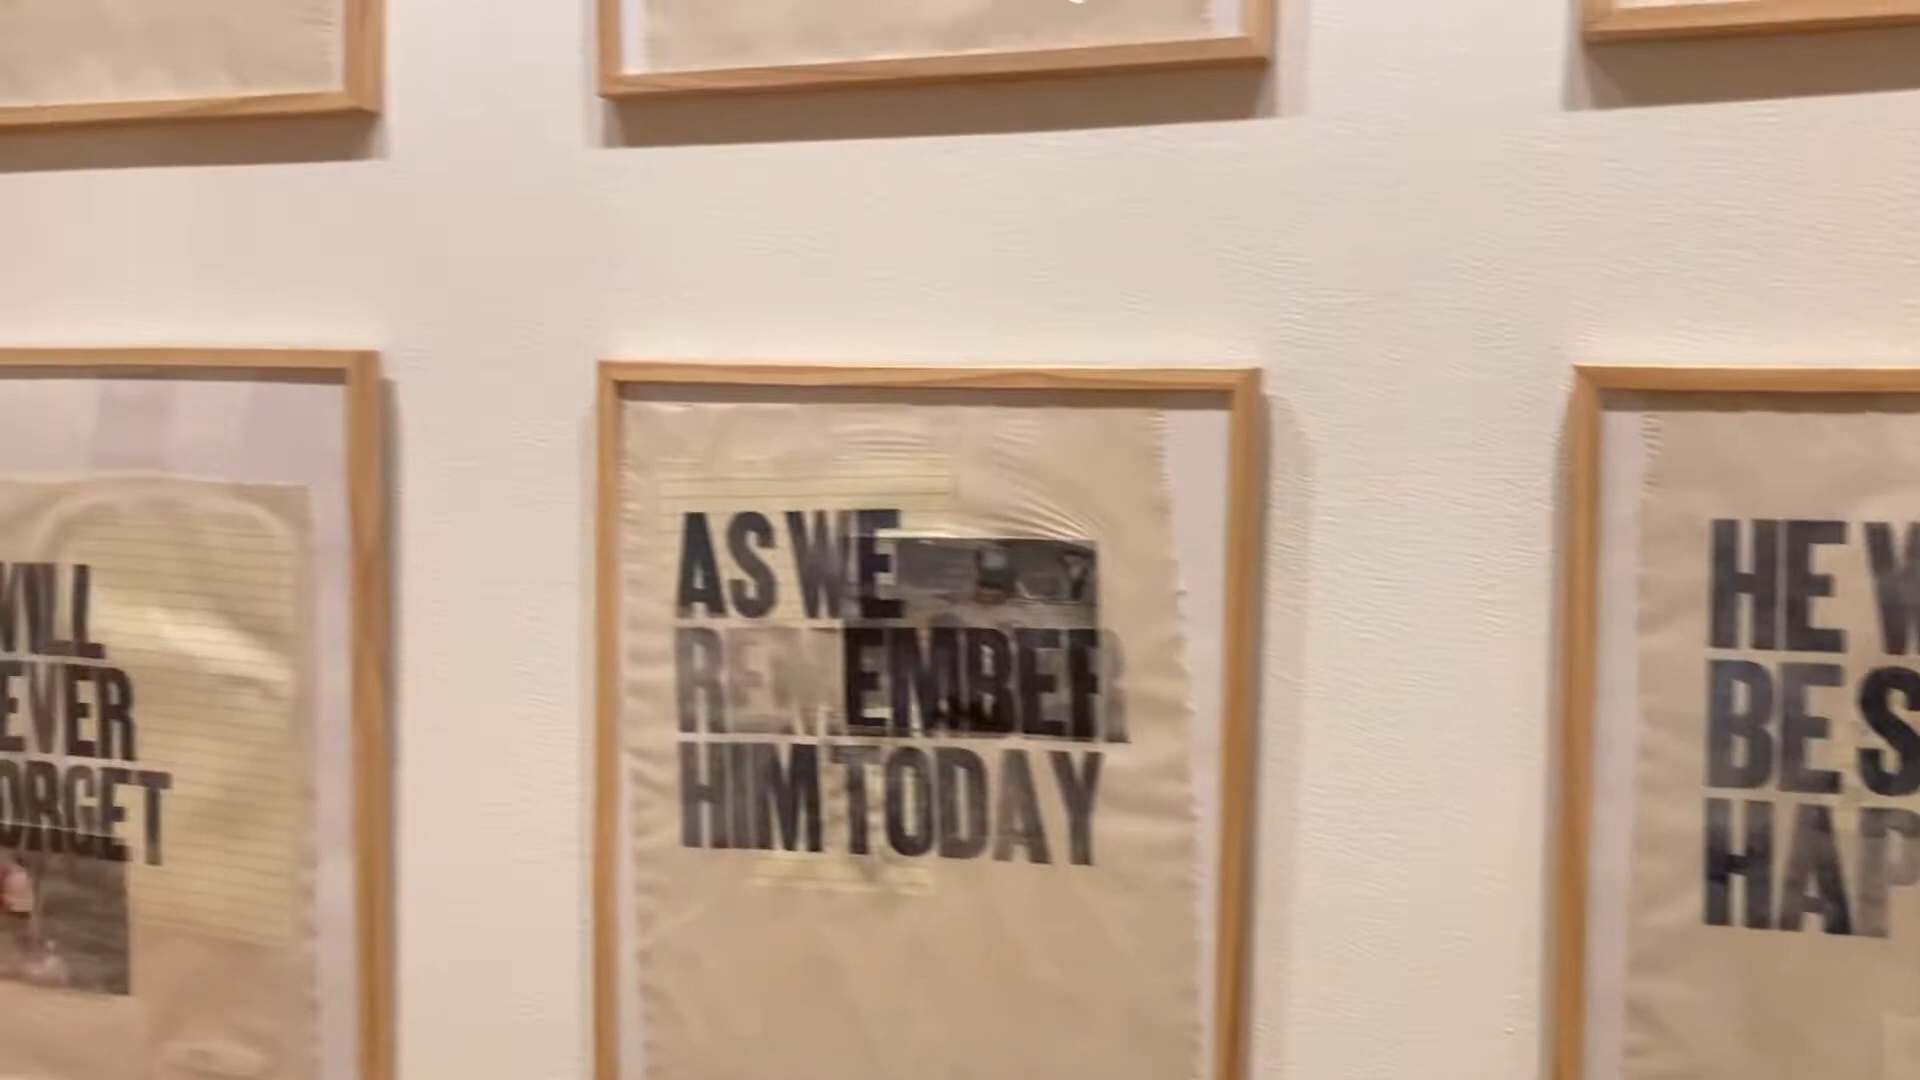 WILL
EVER
ORGET
AS WE
REMEMBER
HIM TODAY
HE
BE
HAP